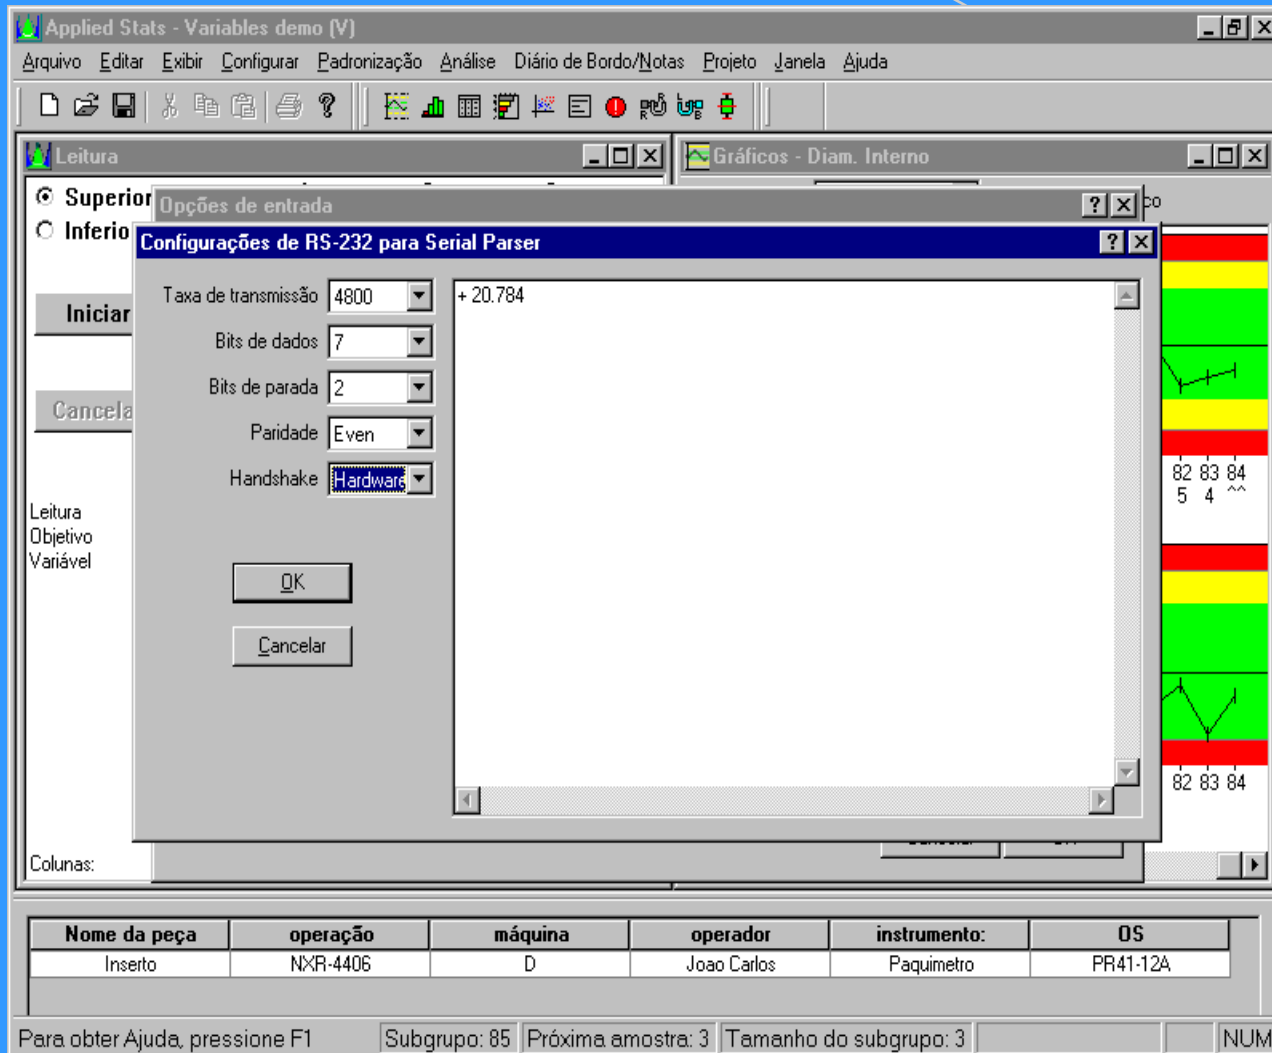 Applied Stats - Variables demo (V)
Arquivo Editar Exibir Configurar Padronização Análise Diário de Bordo/Notas Projeto Janela Ajuda
Leitura
Gráficos - Diam. Interno
Superior
Inferio
Opções de entrada
co
Configurações de RS-232 para Serial Parser
Taxa de transmissão 4800
+ 20.784
Iniciar
Bits de dados 7
Bits de parada 2
Cancela
Paridade Even
Handshake Hardware
82 83 84
5 4 ^^
Leitura
Objetivo
Variável
OK
Cancelar
82 83 84
Colunas:
Nome da peça operação máquina operador instrumento: OS
Inserto NXR-4406 D Joao Carlos Paquimetro PR41-12A
Para obter Ajuda, pressione F1 Subgrupo: 85 Próxima amostra: 3 Tamanho do subgrupo: 3 NUM